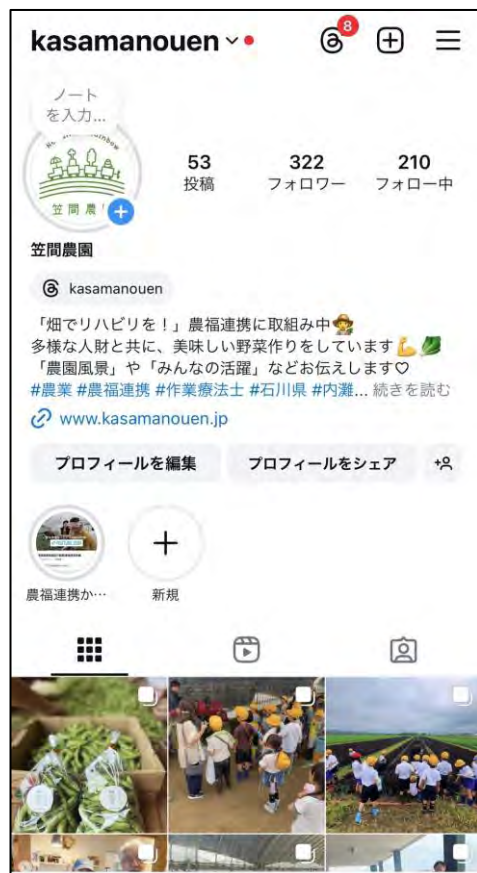 kasamanouen
8
ノート
を入力...
笠間農
53
投稿
322
フォロワー
210
フォロー中
笠間農園
kasamanouen
「畑でリハビリを！」農福連携に取組み中🧑‍🌾
多様な人財と共に、美味しい野菜作りをしています💪🥬
「農園風景」や「みんなの活躍」などお伝えします♡
#農業 #農福連携 #作業療法士 #石川県 #内灘... 続きを読む
www.kasamanouen.jp
プロフィールを編集
プロフィールをシェア
農福連携か…
新規